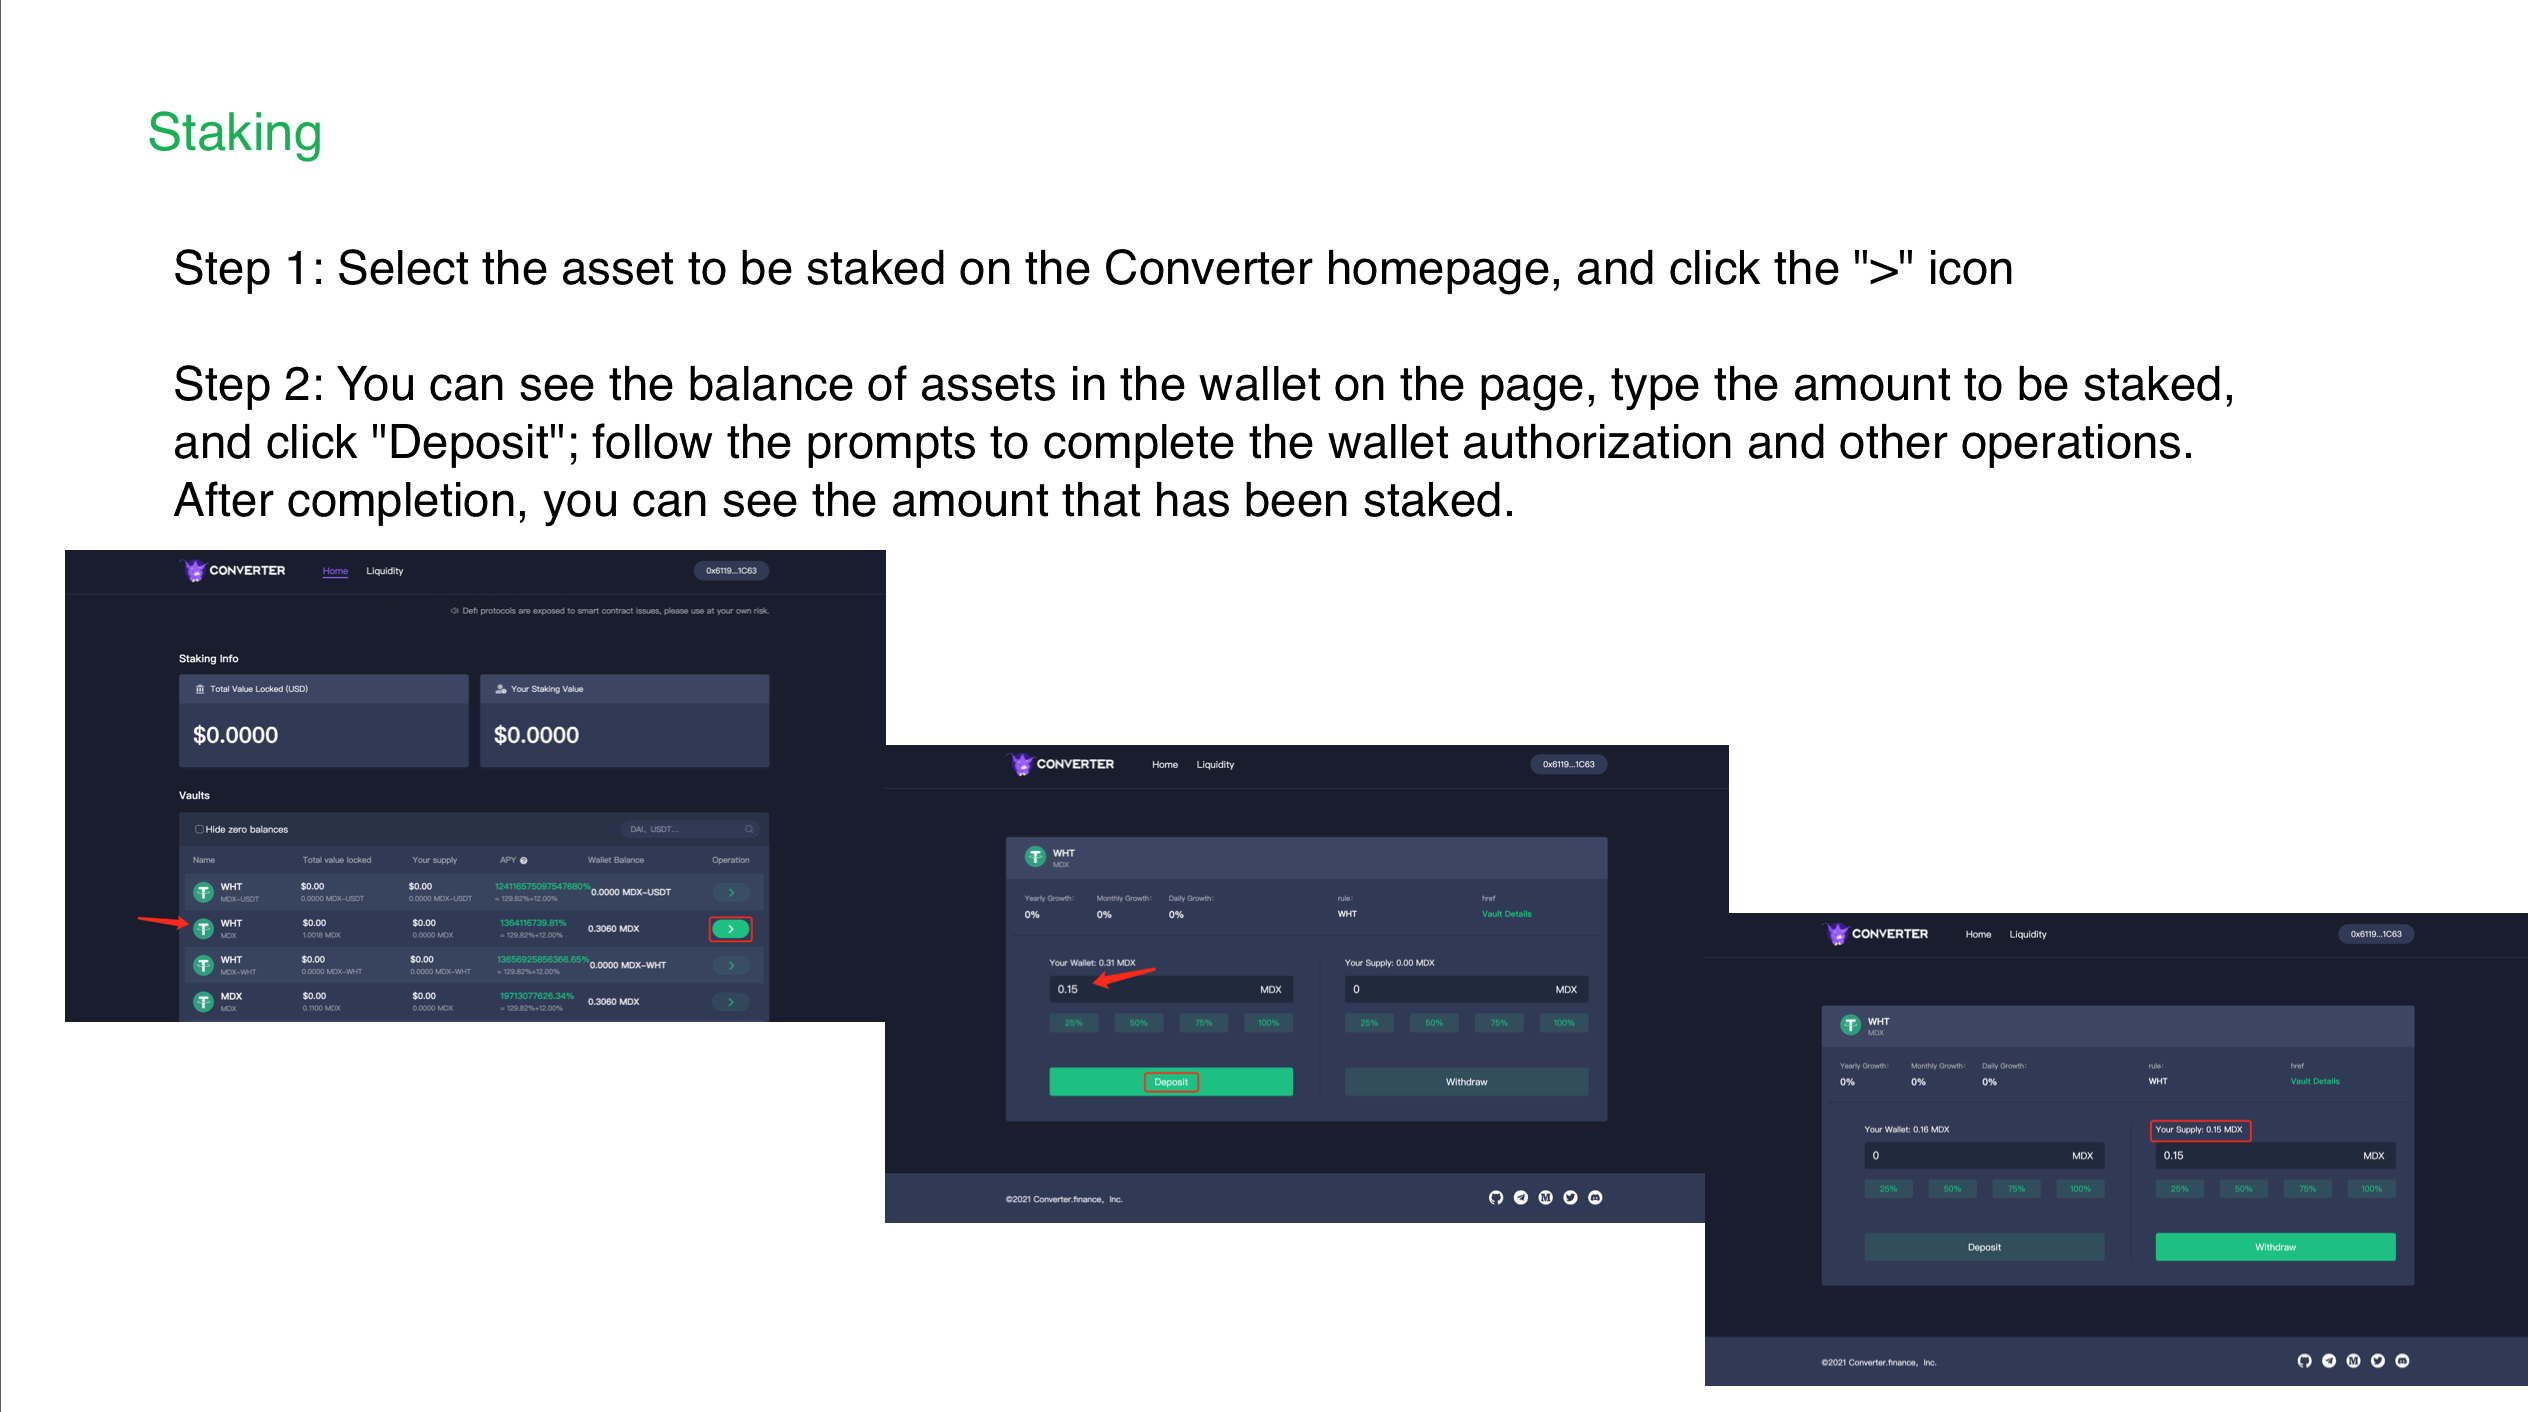 Staking
Step 1: Select the asset to be staked on the Converter homepage, and click the ">" icon
Step 2: You can see the balance of assets in the wallet on the page, type the amount to be staked,
and click "Deposit"; follow the prompts to complete the wallet authorization and other operations.
After completion, you can see the amount that has been staked.
CONVERTER Home Liquidity 0x6119...1C63
Defi protocols are exposed to smart contract issues, please use at your own risk.
Staking Info
Total Value Locked (USD) Your Staking Value
$0.0000 $0.0000
Vaults
Hide zero balances DAI, USDT...
Name Total value locked Your supply APY Wallet Balance Operation
WHT $0.00 $0.00 124116575097547680% 0.0000 MDX-USDT
MDX-USDT 0.0000 MDX-USDT 0.0000 MDX-USDT = 129.82%+12.00%
WHT $0.00 $0.00 1364116739.81% 0.3060 MDX
MDX 1.0018 MDX 0.0000 MDX = 129.82%+12.00%
WHT $0.00 $0.00 13656925856366.65% 0.0000 MDX-WHT
MDX-WHT 0.0000 MDX-WHT 0.0000 MDX-WHT = 129.82%+12.00%
MDX $0.00 $0.00 19713077626.34% 0.3060 MDX
MDX 0.1100 MDX 0.0000 MDX = 129.82%+12.00%
CONVERTER Home Liquidity 0x6119...1C63
WHT
MDX
Yearly Growth: Monthly Growth: Daily Growth: rule: href
0% 0% 0% WHT Vault Details
Your Wallet: 0.31 MDX Your Supply: 0.00 MDX
0.15 MDX 0 MDX
25% 50% 75% 100% 25% 50% 75% 100%
Deposit Withdraw
©2021 Converter.finance, Inc.
CONVERTER Home Liquidity 0x6119...1C63
WHT
MDX
Yearly Growth: Monthly Growth: Daily Growth: rule: href
0% 0% 0% WHT Vault Details
Your Wallet: 0.16 MDX Your Supply: 0.15 MDX
0 MDX 0.15 MDX
25% 50% 75% 100% 25% 50% 75% 100%
Deposit Withdraw
©2021 Converter.finance, Inc.